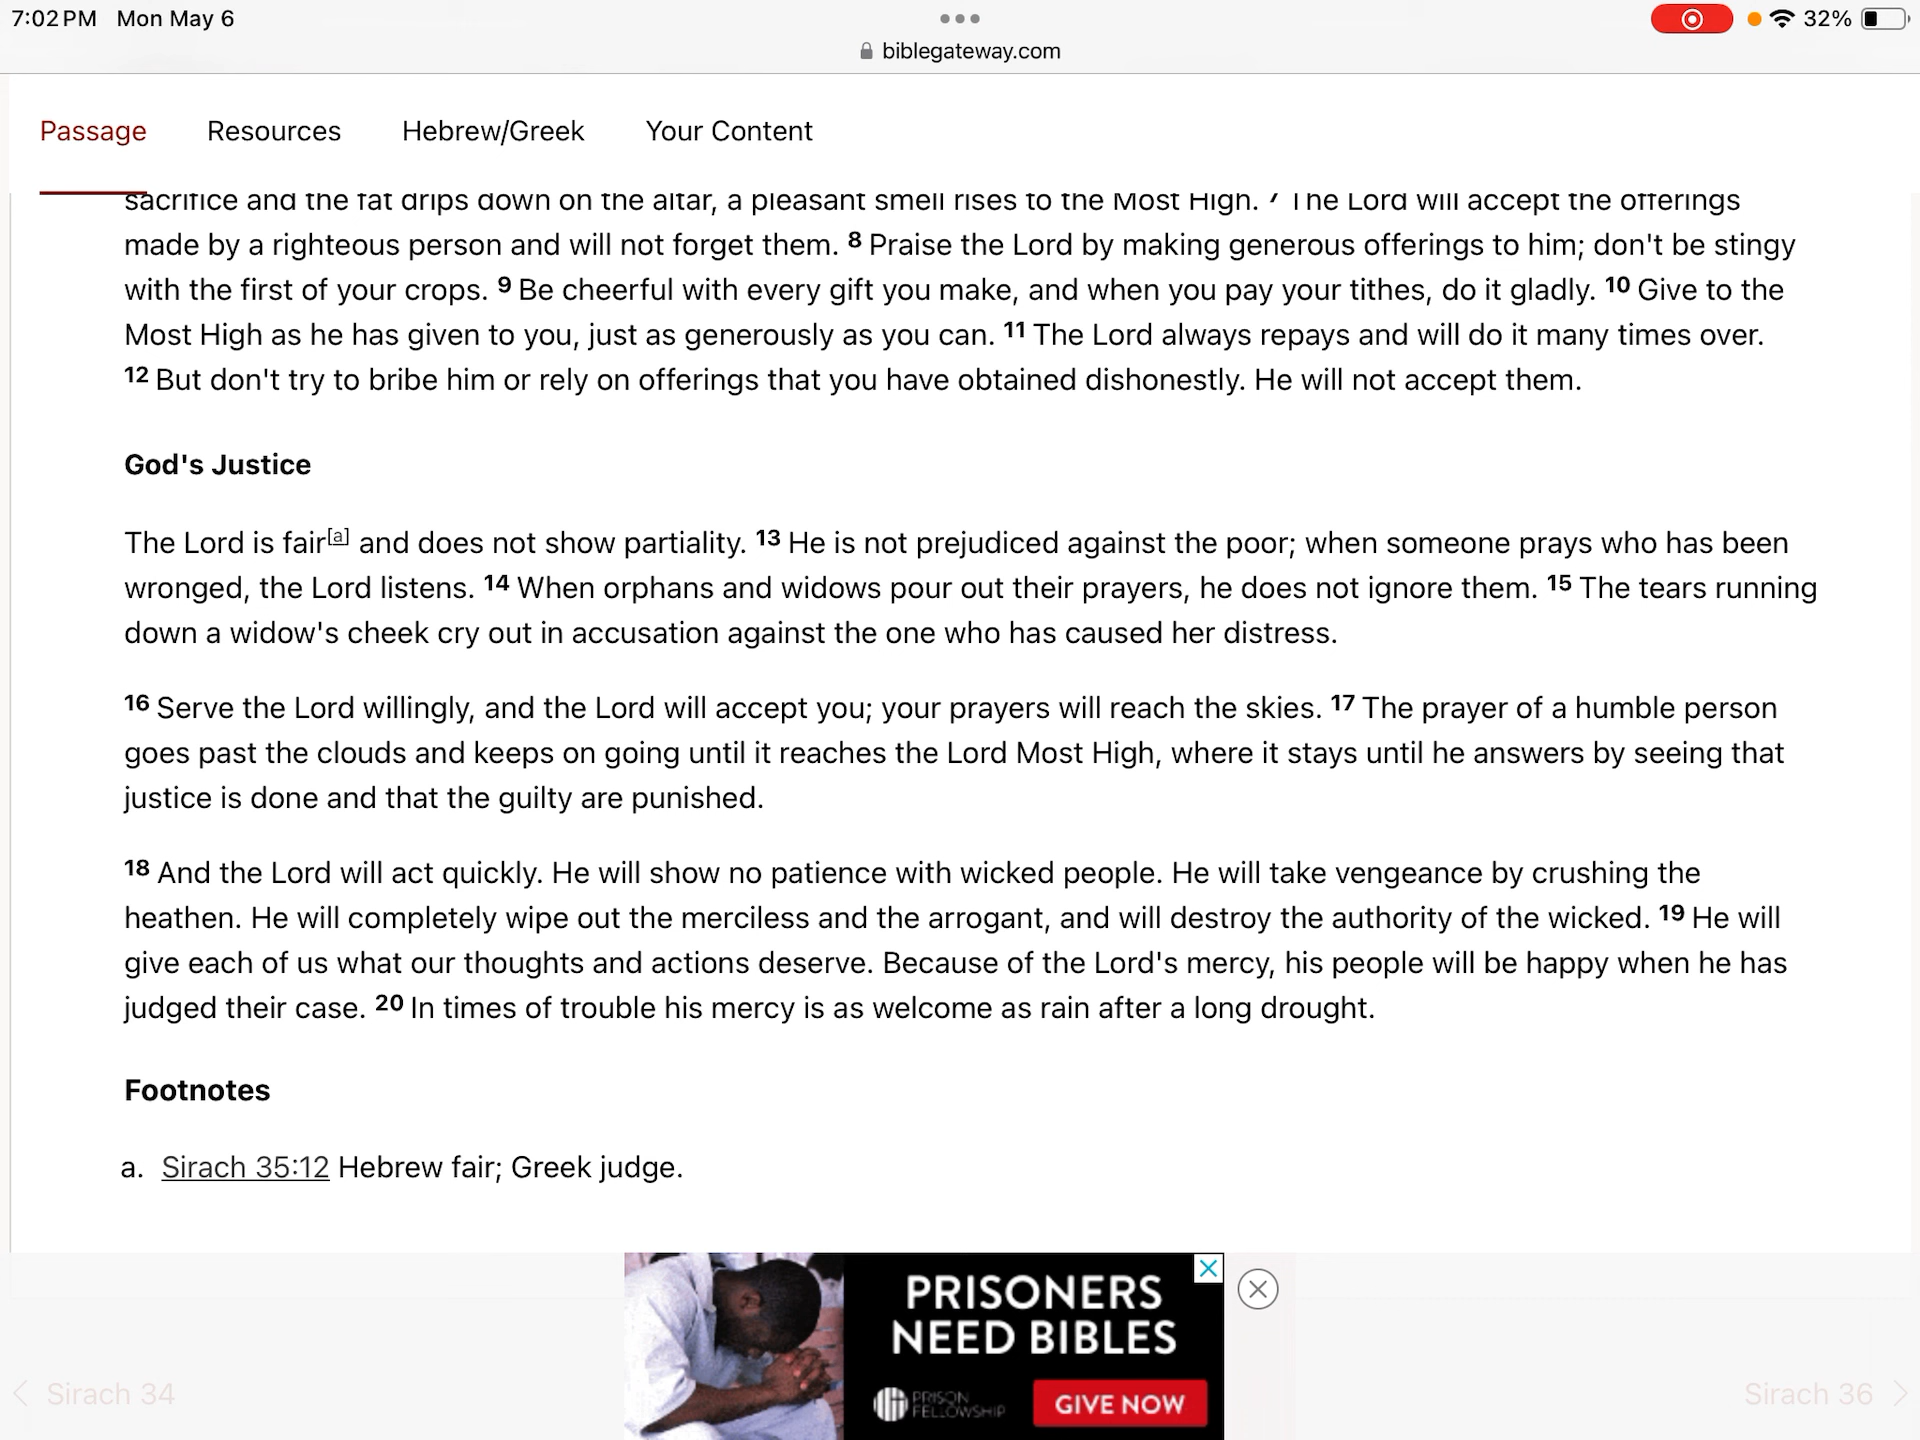 7:02 PM Mon May 6
32%
biblegateway.com
Passage Resources Hebrew/Greek Your Content
sacrifice and the fat drips down on the altar, a pleasant smell rises to the Most High. 7 The Lord will accept the offerings
made by a righteous person and will not forget them. 8 Praise the Lord by making generous offerings to him; don't be stingy
with the first of your crops. 9 Be cheerful with every gift you make, and when you pay your tithes, do it gladly. 10 Give to the
Most High as he has given to you, just as generously as you can. 11 The Lord always repays and will do it many times over.
12 But don't try to bribe him or rely on offerings that you have obtained dishonestly. He will not accept them.
God's Justice
The Lord is fair[a] and does not show partiality. 13 He is not prejudiced against the poor; when someone prays who has been
wronged, the Lord listens. 14 When orphans and widows pour out their prayers, he does not ignore them. 15 The tears running
down a widow's cheek cry out in accusation against the one who has caused her distress.
16 Serve the Lord willingly, and the Lord will accept you; your prayers will reach the skies. 17 The prayer of a humble person
goes past the clouds and keeps on going until it reaches the Lord Most High, where it stays until he answers by seeing that
justice is done and that the guilty are punished.
18 And the Lord will act quickly. He will show no patience with wicked people. He will take vengeance by crushing the
heathen. He will completely wipe out the merciless and the arrogant, and will destroy the authority of the wicked. 19 He will
give each of us what our thoughts and actions deserve. Because of the Lord's mercy, his people will be happy when he has
judged their case. 20 In times of trouble his mercy is as welcome as rain after a long drought.
Footnotes
a. Sirach 35:12 Hebrew fair; Greek judge.
PRISONERS
NEED BIBLES
PRISON
FELLOWSHIP
GIVE NOW
Sirach 34
Sirach 36